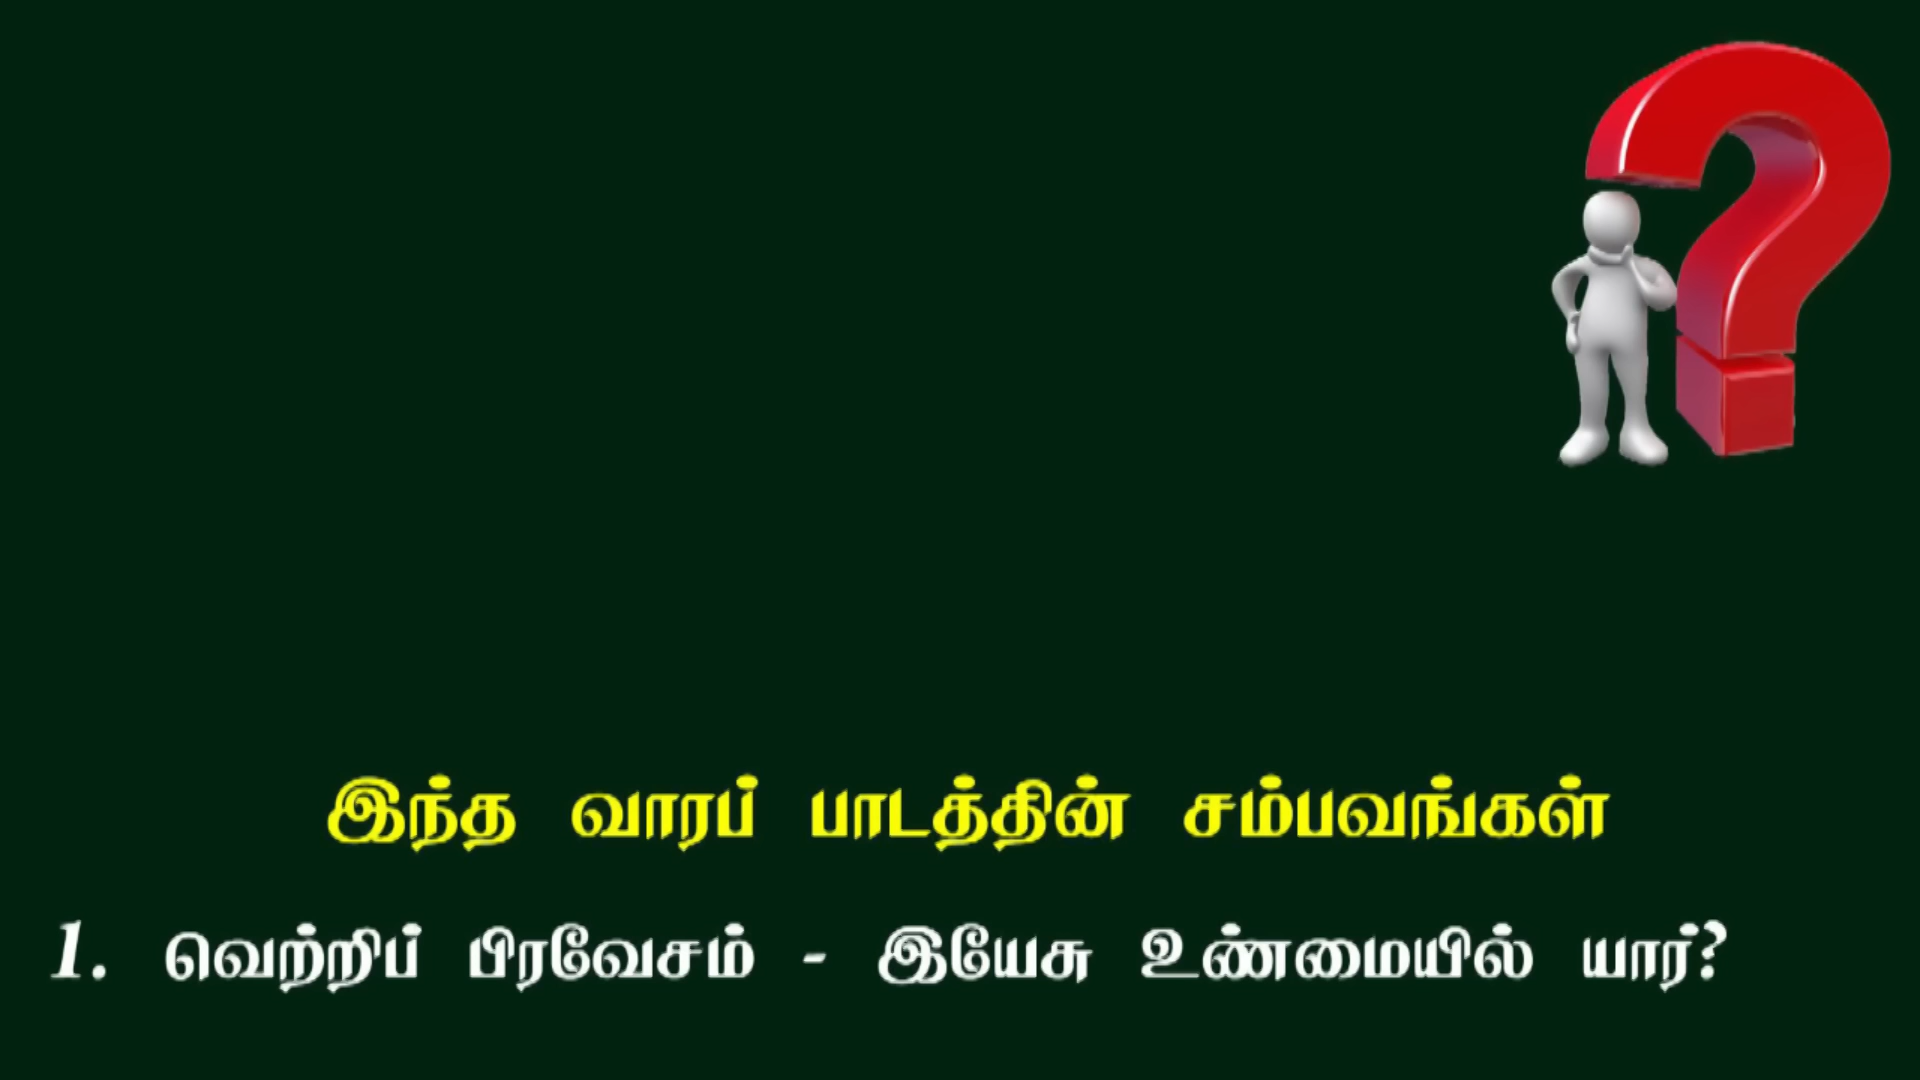 இந்த வாரப் பாடத்தின் சம்பவங்கள்
1. வெற்றிப் பிரவேசம் - இயேசு உண்மையில் யார்?